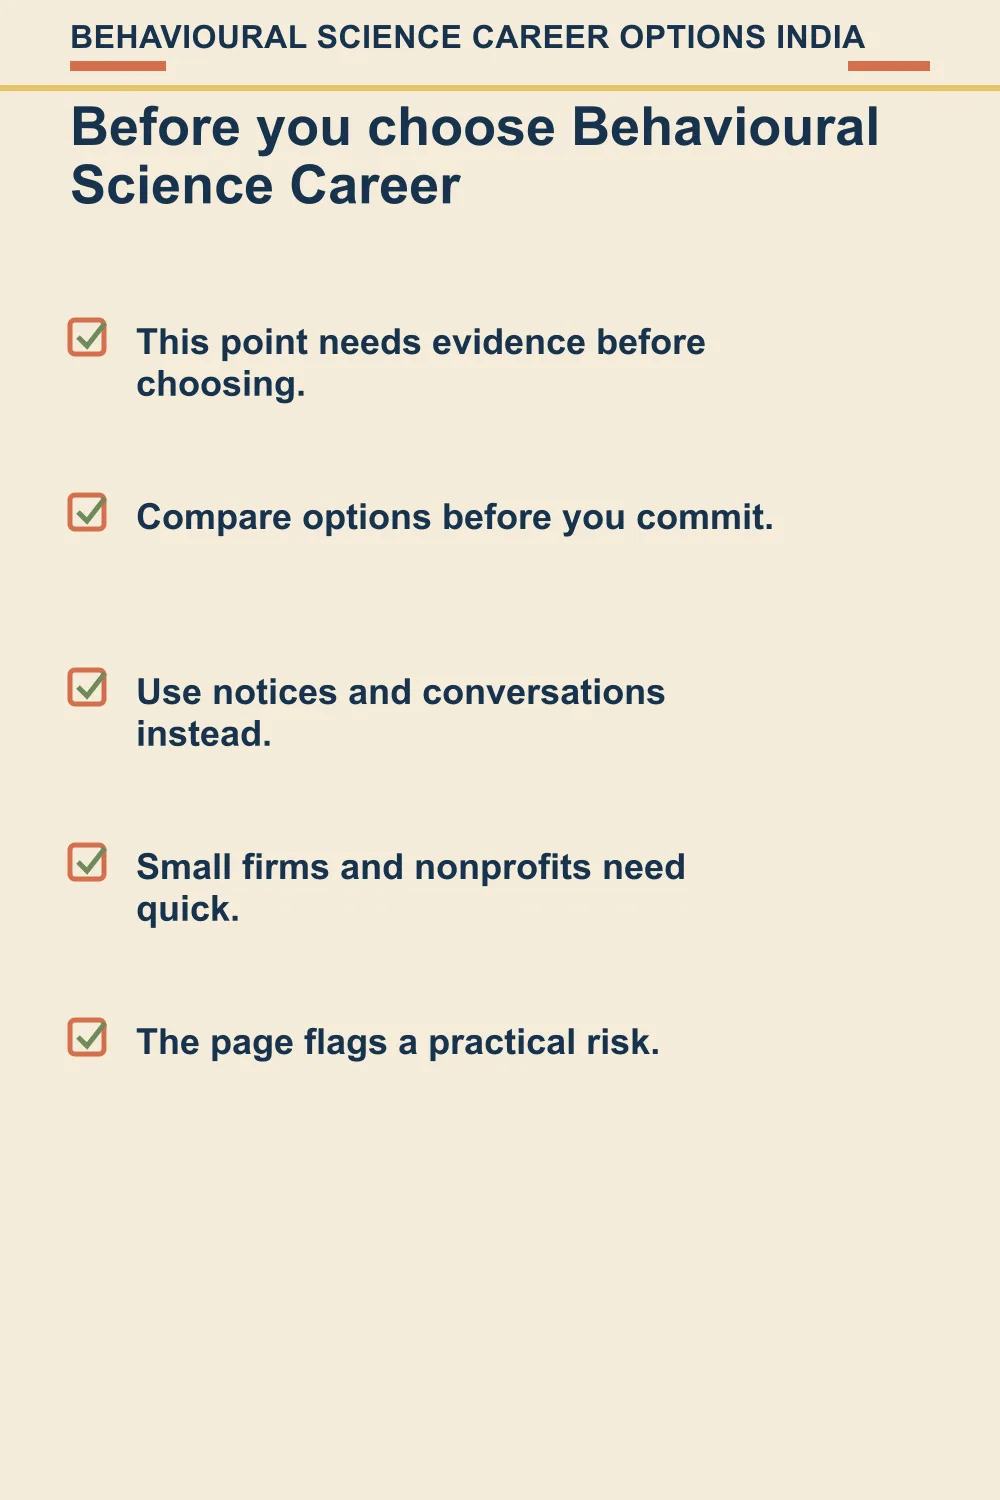 BEHAVIOURAL SCIENCE CAREER OPTIONS INDIA
Before you choose Behavioural
Science Career
This point needs evidence before
choosing.
Compare options before you commit.
Use notices and conversations
instead.
Small firms and nonprofits need
quick.
The page flags a practical risk.